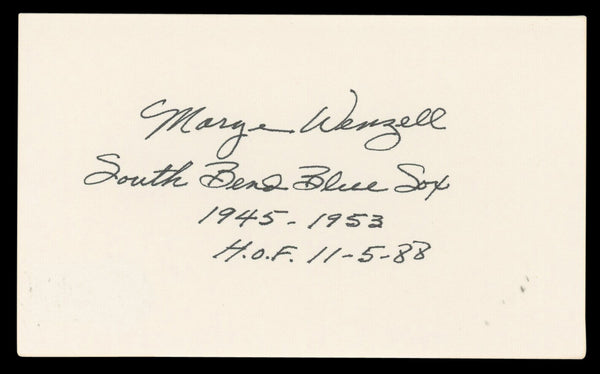 Marge Wenzell
South Bend Blue Sox
1945-1953
H.O.F. 11-5-88